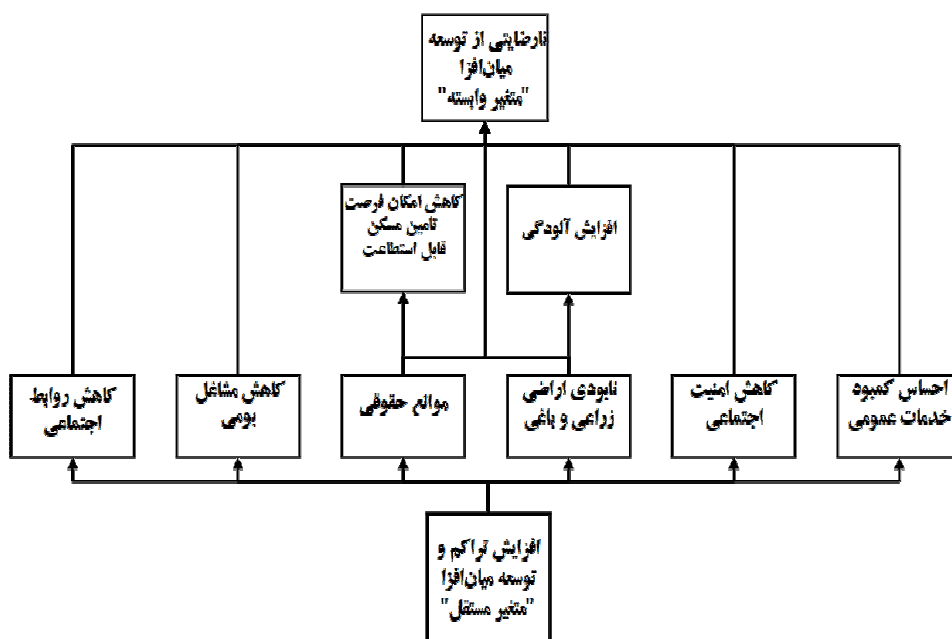 نارضایتی از توسعه
میان‌افزا
"متغیر وابسته"
افزایش آلودگی
کاهش امکان فرصت
تامین مسکن
قابل استطاعت
احساس کمبود
خدمات عمومی
کاهش امنیت
اجتماعی
نابودی اراضی
زراعی و باغی
موانع حقوقی
کاهش مشاغل
بومی
کاهش روابط
اجتماعی
افزایش تراکم و
توسعه میان‌افزا
"متغیر مستقل"